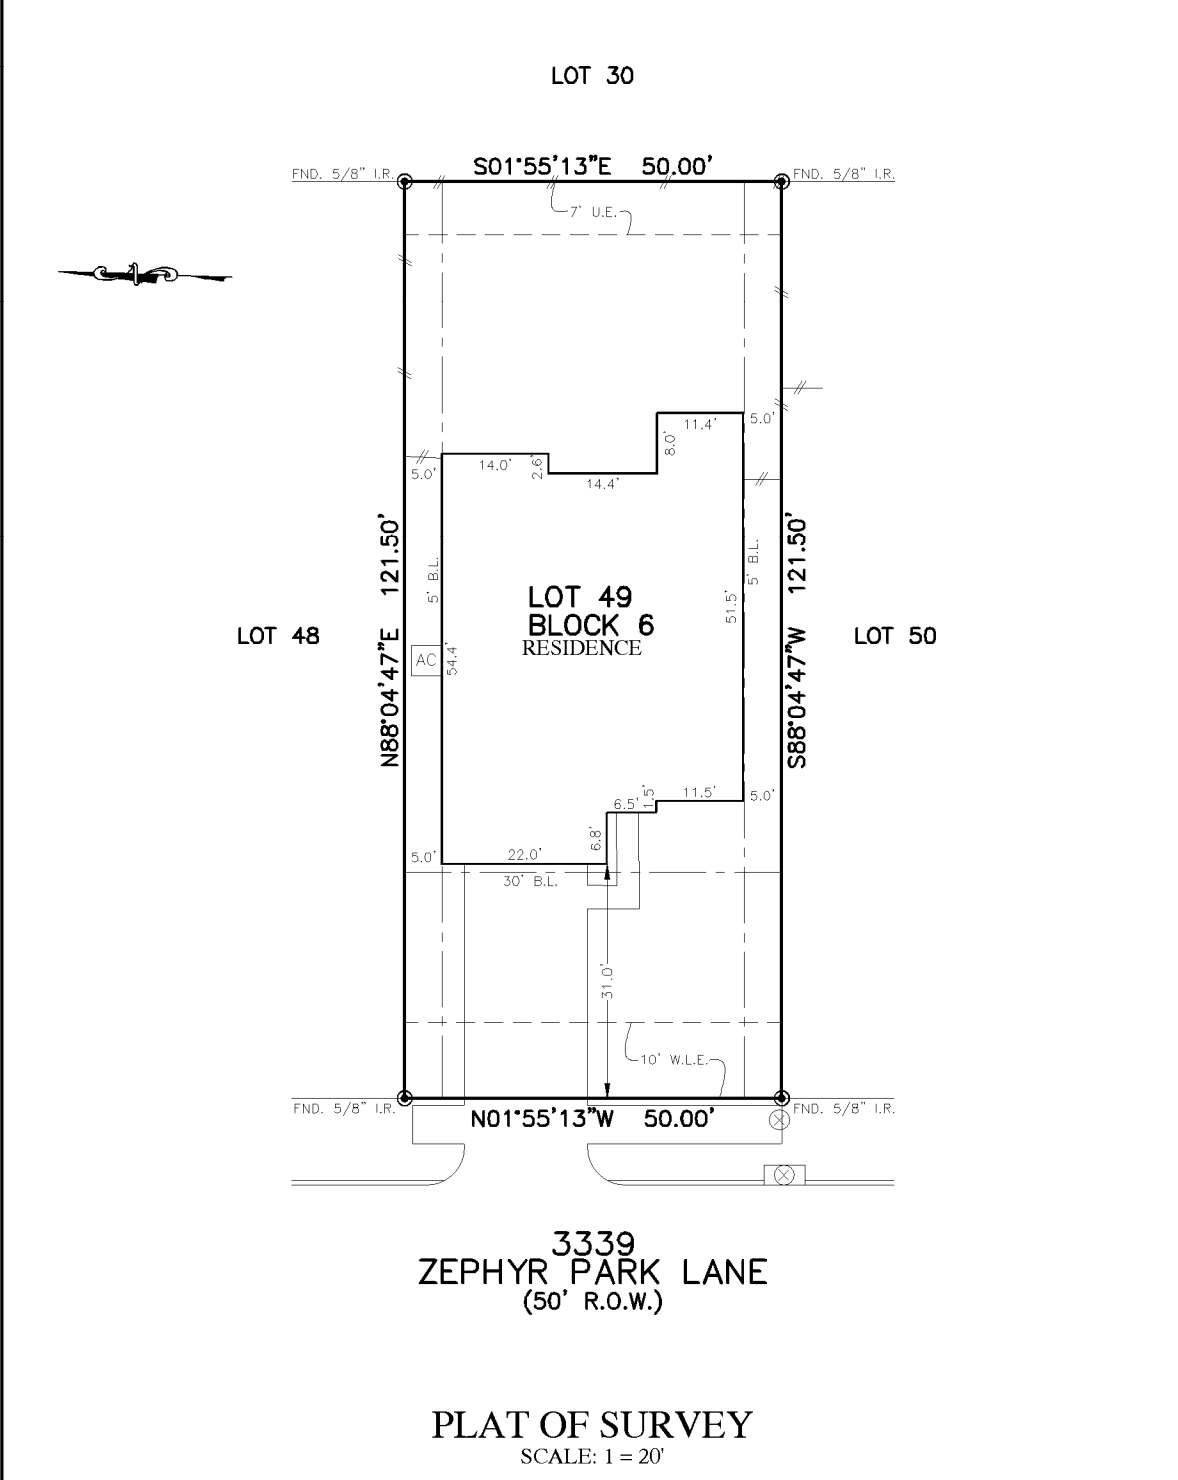 LOT 30
S01°55'13"E 50.00'
FND. 5/8" I.R.
FND. 5/8" I.R.
7' U.E.
11.4'
5.0'
8.0'
14.0'
2.6'
5.0'
14.4'
N88°04'47"E 121.50'
5' B.L.
54.4'
AC
LOT 49
BLOCK 6
RESIDENCE
51.5'
5' B.L.
S88°04'47"W 121.50'
LOT 48
LOT 50
6.5'
1.5'
11.5'
5.0'
6.8'
5.0'
22.0'
30' B.L.
31.0'
10' W.L.E.
FND. 5/8" I.R.
FND. 5/8" I.R.
N01°55'13"W 50.00'
3339
ZEPHYR PARK LANE
(50' R.O.W.)
PLAT OF SURVEY
SCALE: 1 = 20'